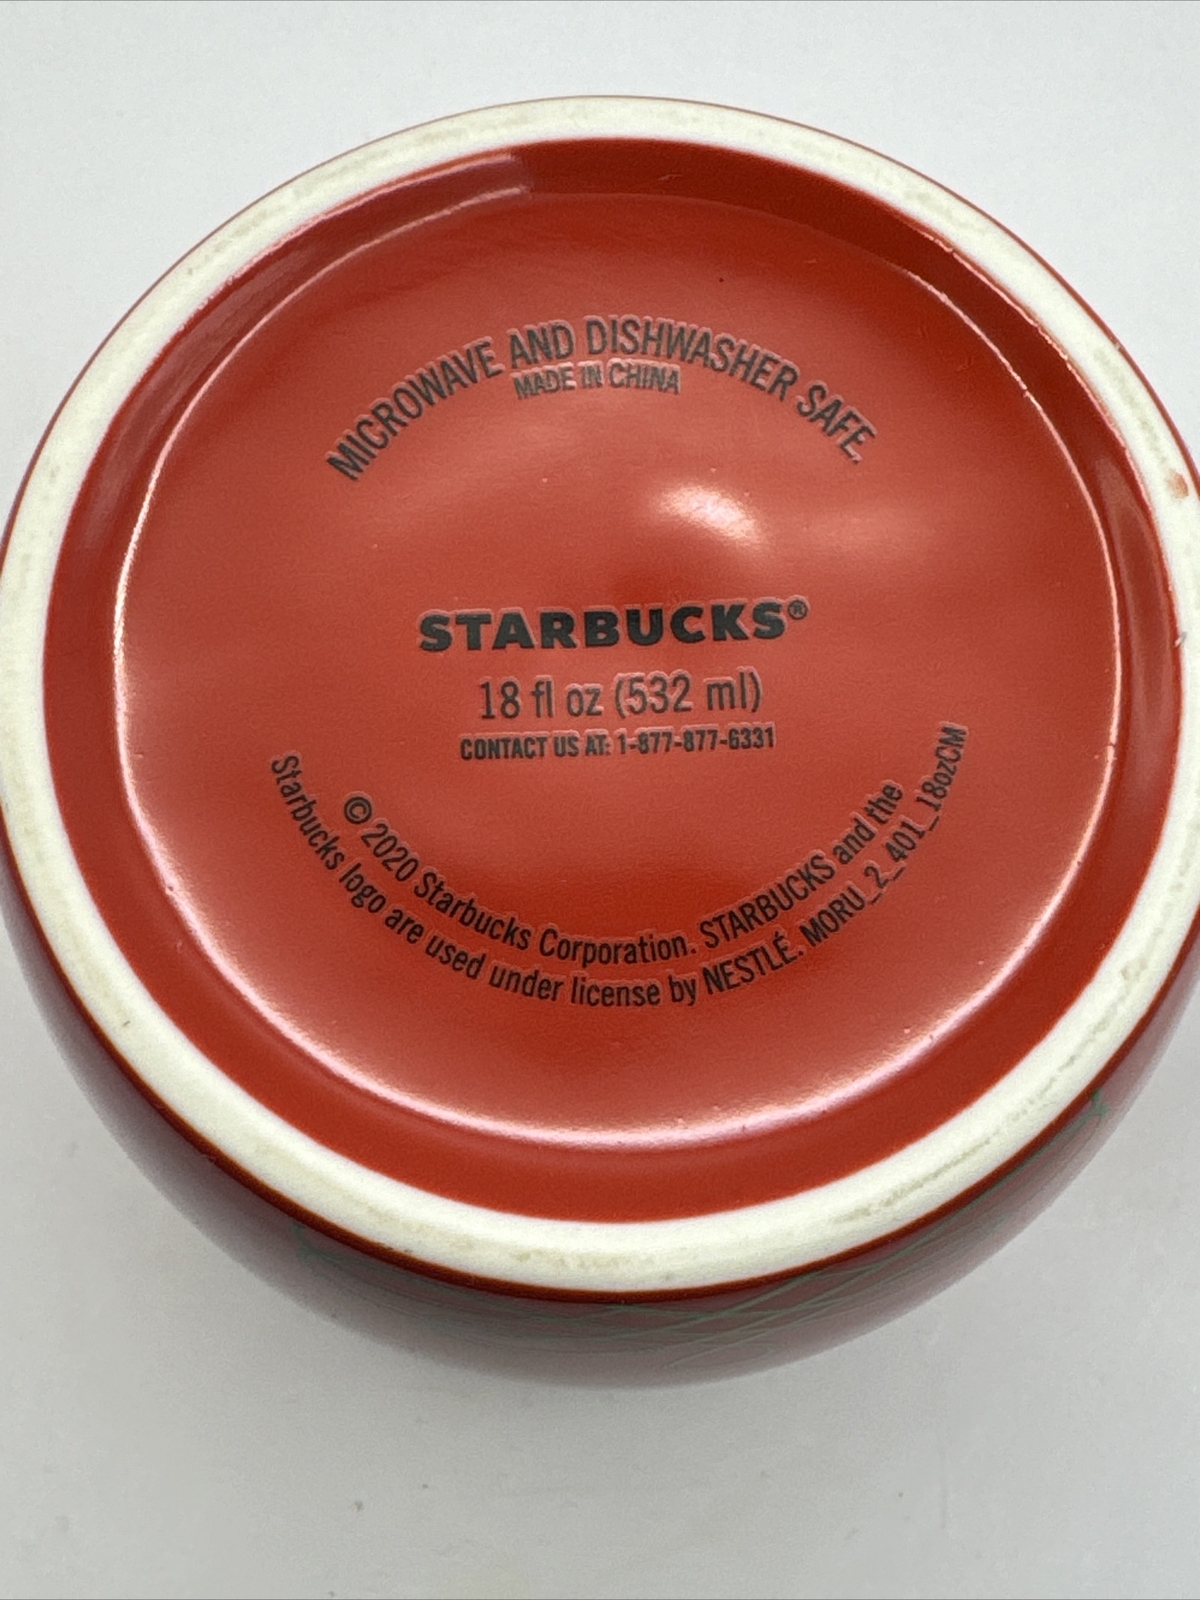 MICROWAVE AND DISHWASHER SAFE.
MADE IN CHINA
STARBUCKS®
18 fl oz (532 ml)
CONTACT US AT: 1-877-877-6331
© 2020 Starbucks Corporation. STARBUCKS and the
Starbucks logo are used under license by NESTLÉ. MORU_2_401_18ozCM